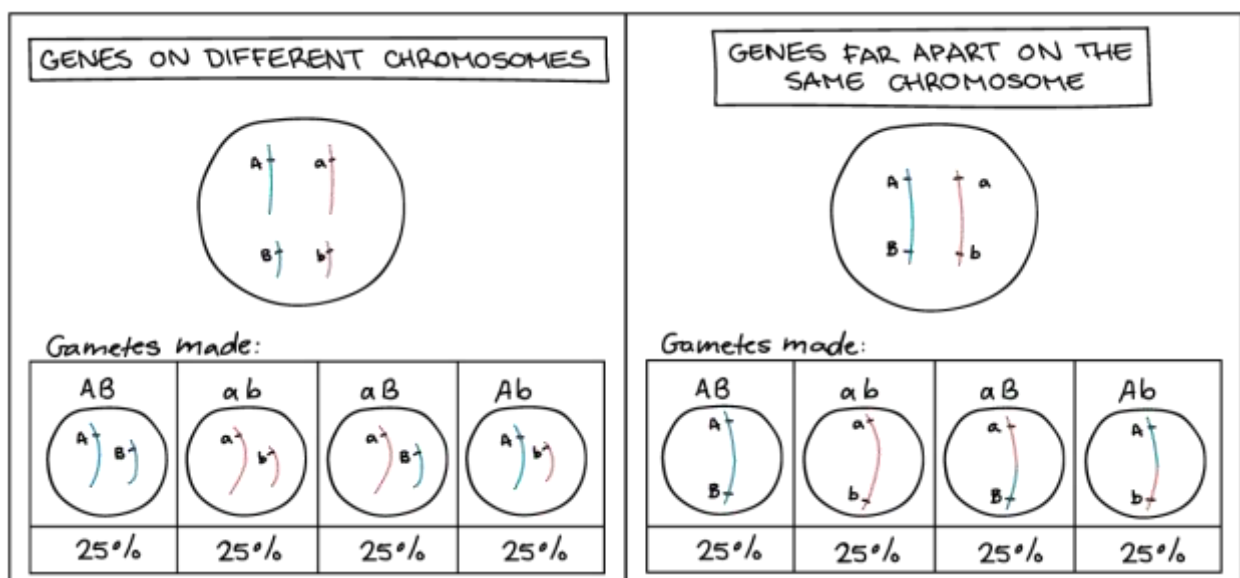 GENES ON DIFFERENT CHROMOSOMES
A a
B b
Gametes made:
AB ab aB Ab
A B a b a B A b
25% 25% 25% 25%
GENES FAR APART ON THE
SAME CHROMOSOME
A a
B b
Gametes made:
AB ab aB Ab
A a a A
B b B b
25% 25% 25% 25%